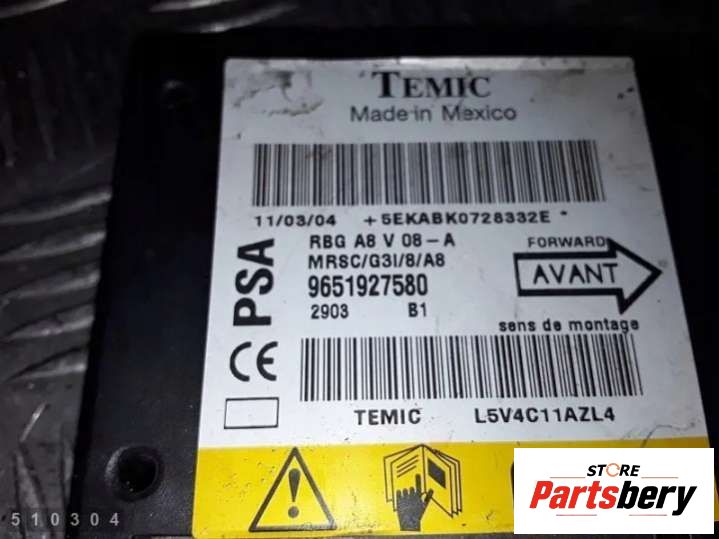 TEMIC
Made in Mexico
11/03/04 +5EKABK0728332E *
PSA
RBG A8 V 08-A
MRSC/G3I/8/A8
9651927580
2903 B1
FORWARD
AVANT
sens de montage
CE
TEMIC L5V4C11AZL4
510304
STORE
Partsbery